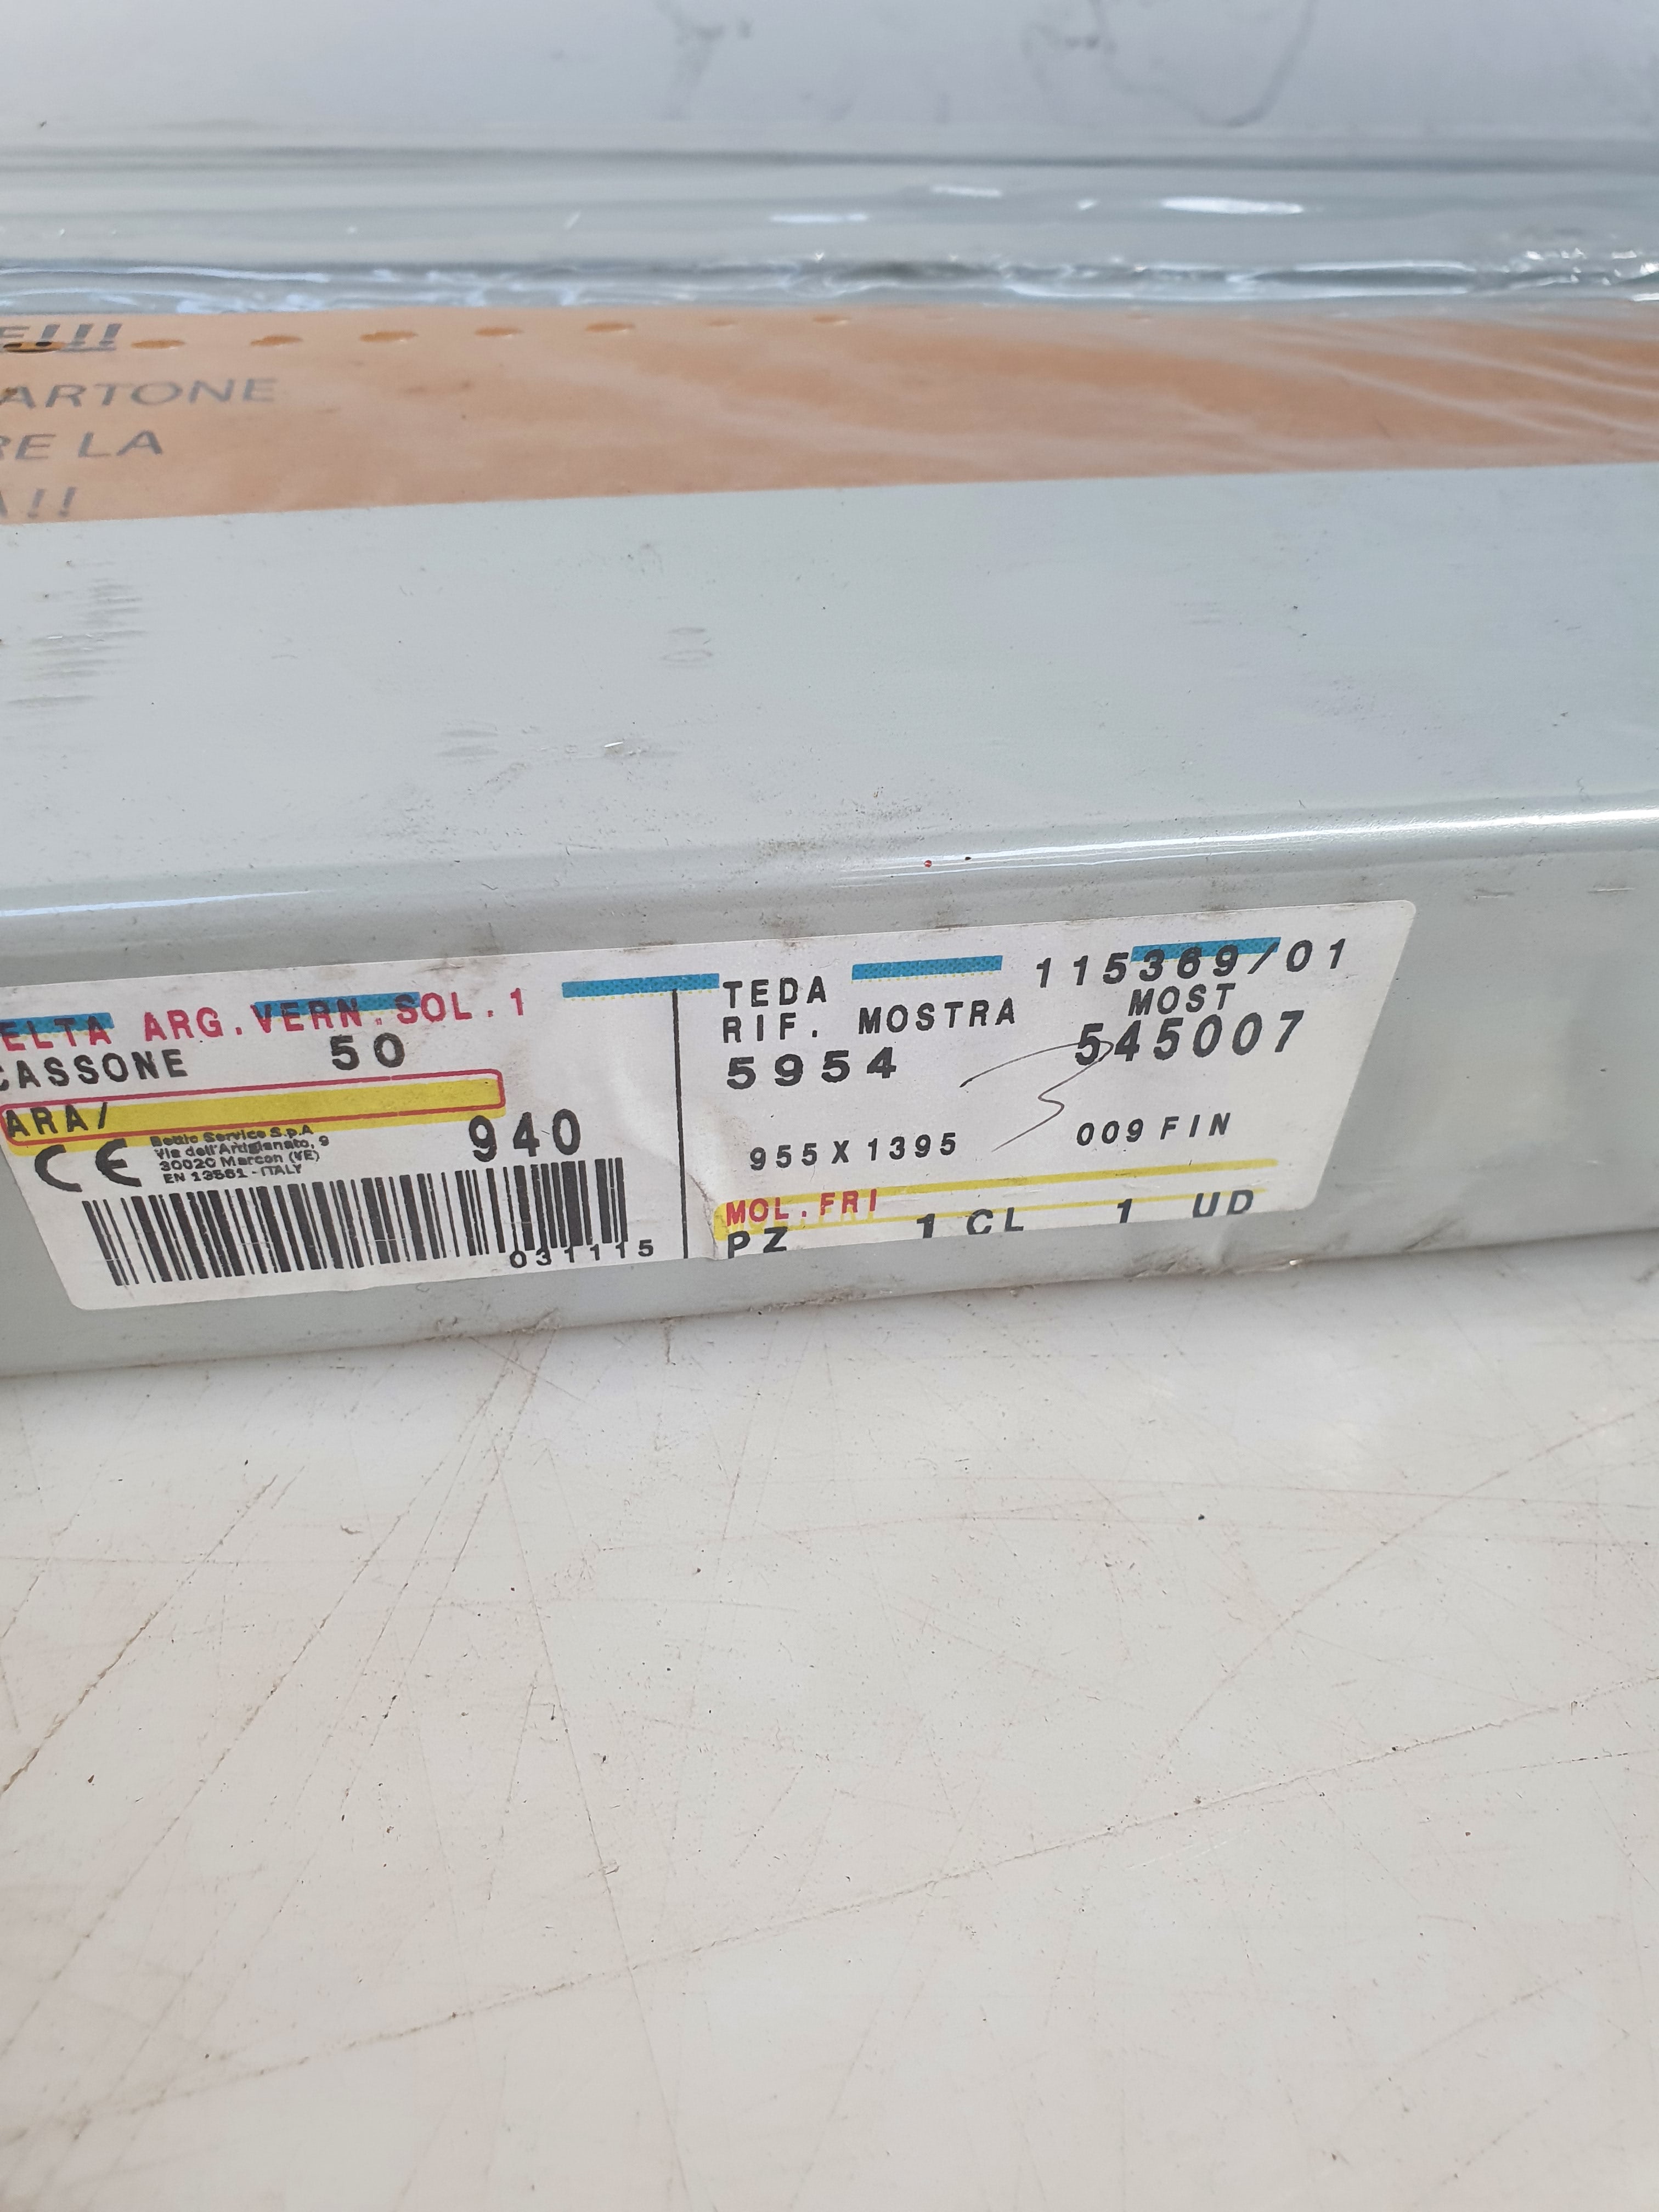 E!!!
ARTONE
RE LA
A!!
ELTA ARG.VERN.SOL.1
CASSONE 50
ARA/
CE
Bettio Service S.p.A
Via dell'Artigianato, 9
30020 Marcon (VE)
EN 13561 - ITALY
940
031115
TEDA 115369/01
RIF. MOSTRA MOST
5954 545007
955X1395 009FIN
MOL.FRI
PZ 1 CL 1 UD